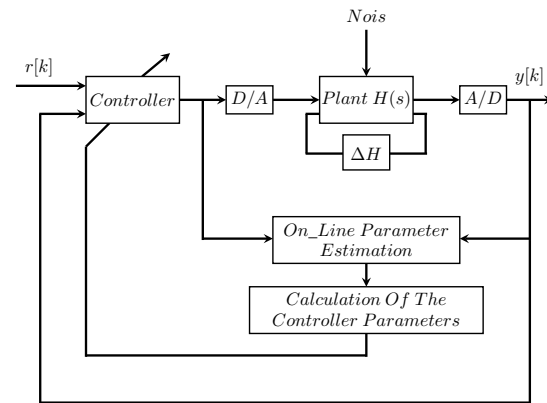 Nois
r[k]
y[k]
Controller
D/A
Plant H(s)
A/D
ΔH
On_Line Parameter
Estimation
Calculation Of The
Controller Parameters